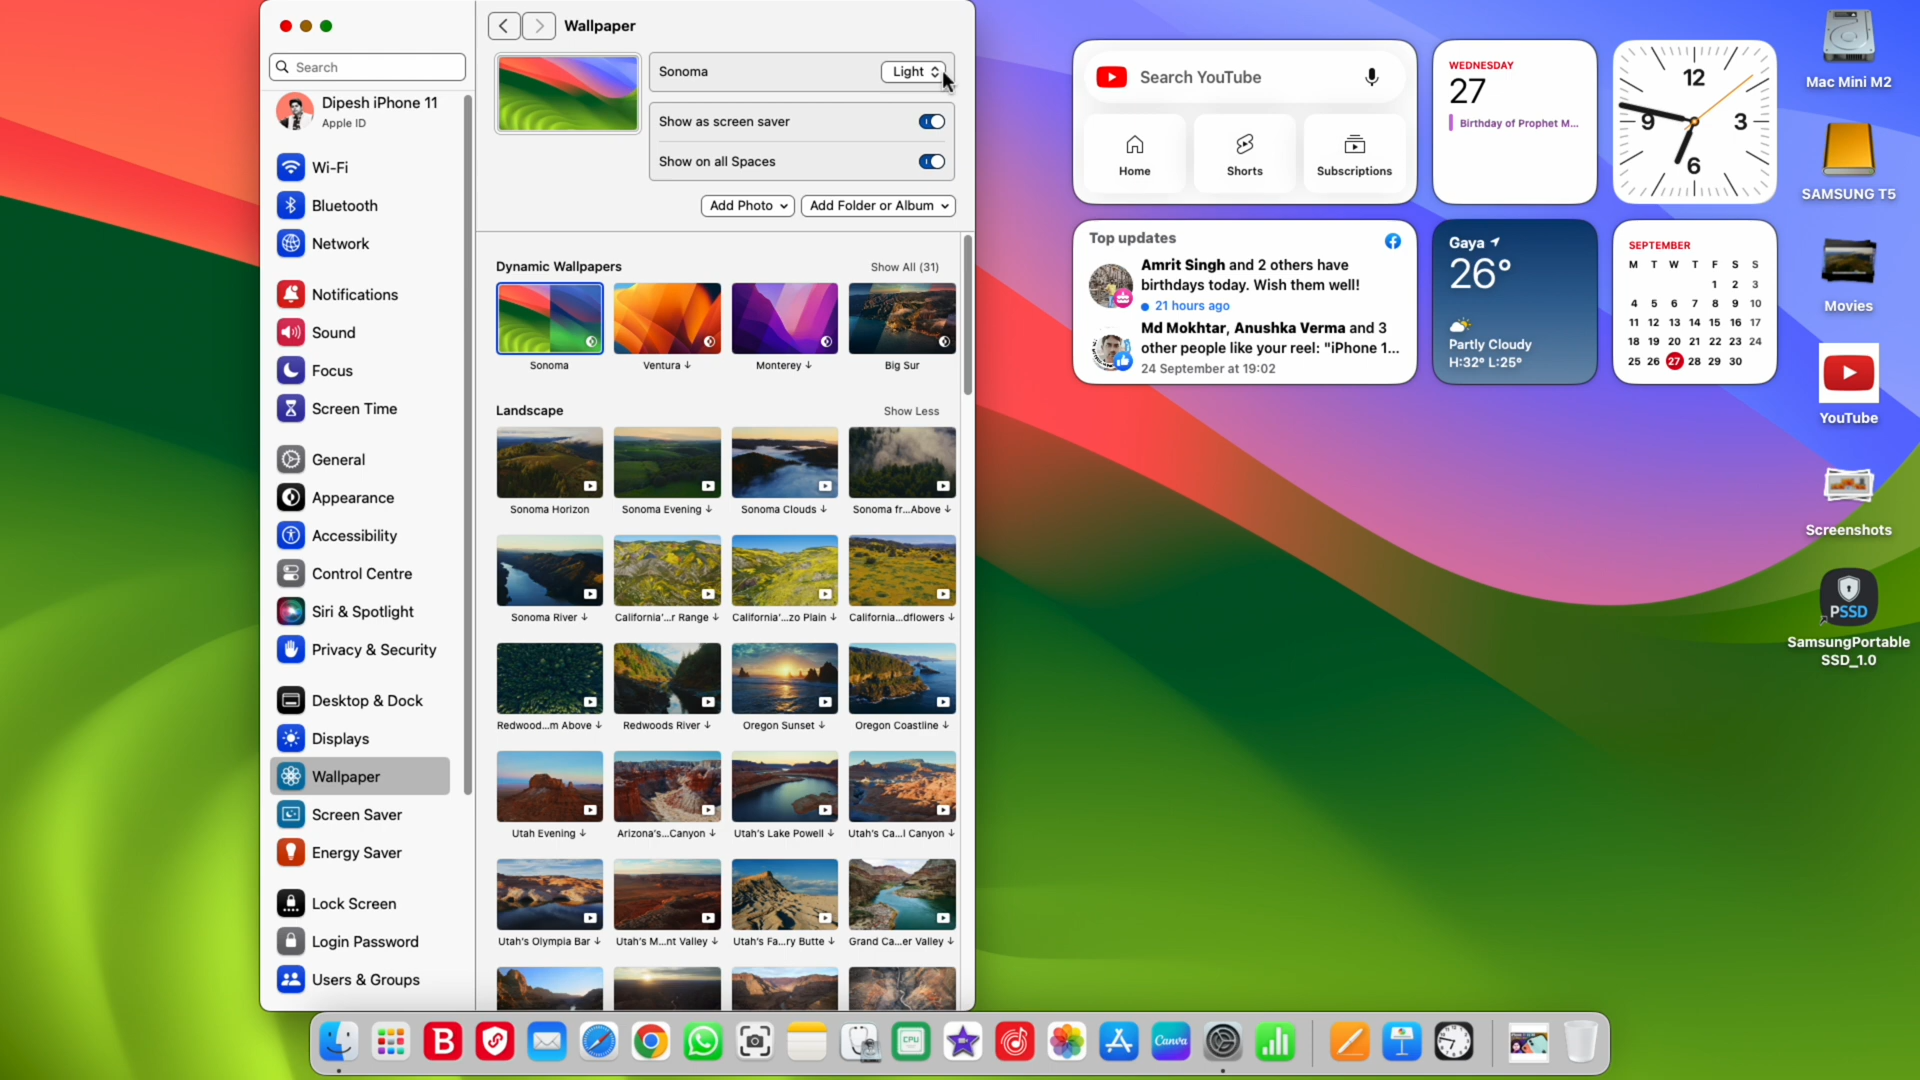 Wallpaper
Search
Dipesh iPhone 11
Apple ID
Wi-Fi
Bluetooth
Network
Notifications
Sound
Focus
Screen Time
General
Appearance
Accessibility
Control Centre
Siri & Spotlight
Privacy & Security
Desktop & Dock
Displays
Wallpaper
Screen Saver
Energy Saver
Lock Screen
Login Password
Users & Groups
Sonoma
Light
Show as screen saver
Show on all Spaces
Add Photo
Add Folder or Album
Dynamic Wallpapers
Show All (31)
Sonoma
Ventura ↓
Monterey ↓
Big Sur
Landscape
Show Less
Sonoma Horizon
Sonoma Evening ↓
Sonoma Clouds ↓
Sonoma fr...Above ↓
Sonoma River ↓
California'...r Range ↓
California'...zo Plain ↓
California...dflowers ↓
Redwood...m Above ↓
Redwoods River ↓
Oregon Sunset ↓
Oregon Coastline ↓
Utah Evening ↓
Arizona's...Canyon ↓
Utah's Lake Powell ↓
Utah's Ca...l Canyon ↓
Utah's Olympia Bar ↓
Utah's M...nt Valley ↓
Utah's Fa...ry Butte ↓
Grand Ca...er Valley ↓
Search YouTube
Home
Shorts
Subscriptions
WEDNESDAY
27
Birthday of Prophet M...
12
3
6
9
Top updates
Amrit Singh and 2 others have
birthdays today. Wish them well!
21 hours ago
Md Mokhtar, Anushka Verma and 3
other people like your reel: "iPhone 1...
24 September at 19:02
Gaya
26°
Partly Cloudy
H:32° L:25°
SEPTEMBER
M T W T F S S
1 2 3
4 5 6 7 8 9 10
11 12 13 14 15 16 17
18 19 20 21 22 23 24
25 26 27 28 29 30
Mac Mini M2
SAMSUNG T5
Movies
YouTube
Screenshots
PSSD
SamsungPortable
SSD_1.0
B
CPU
Canva